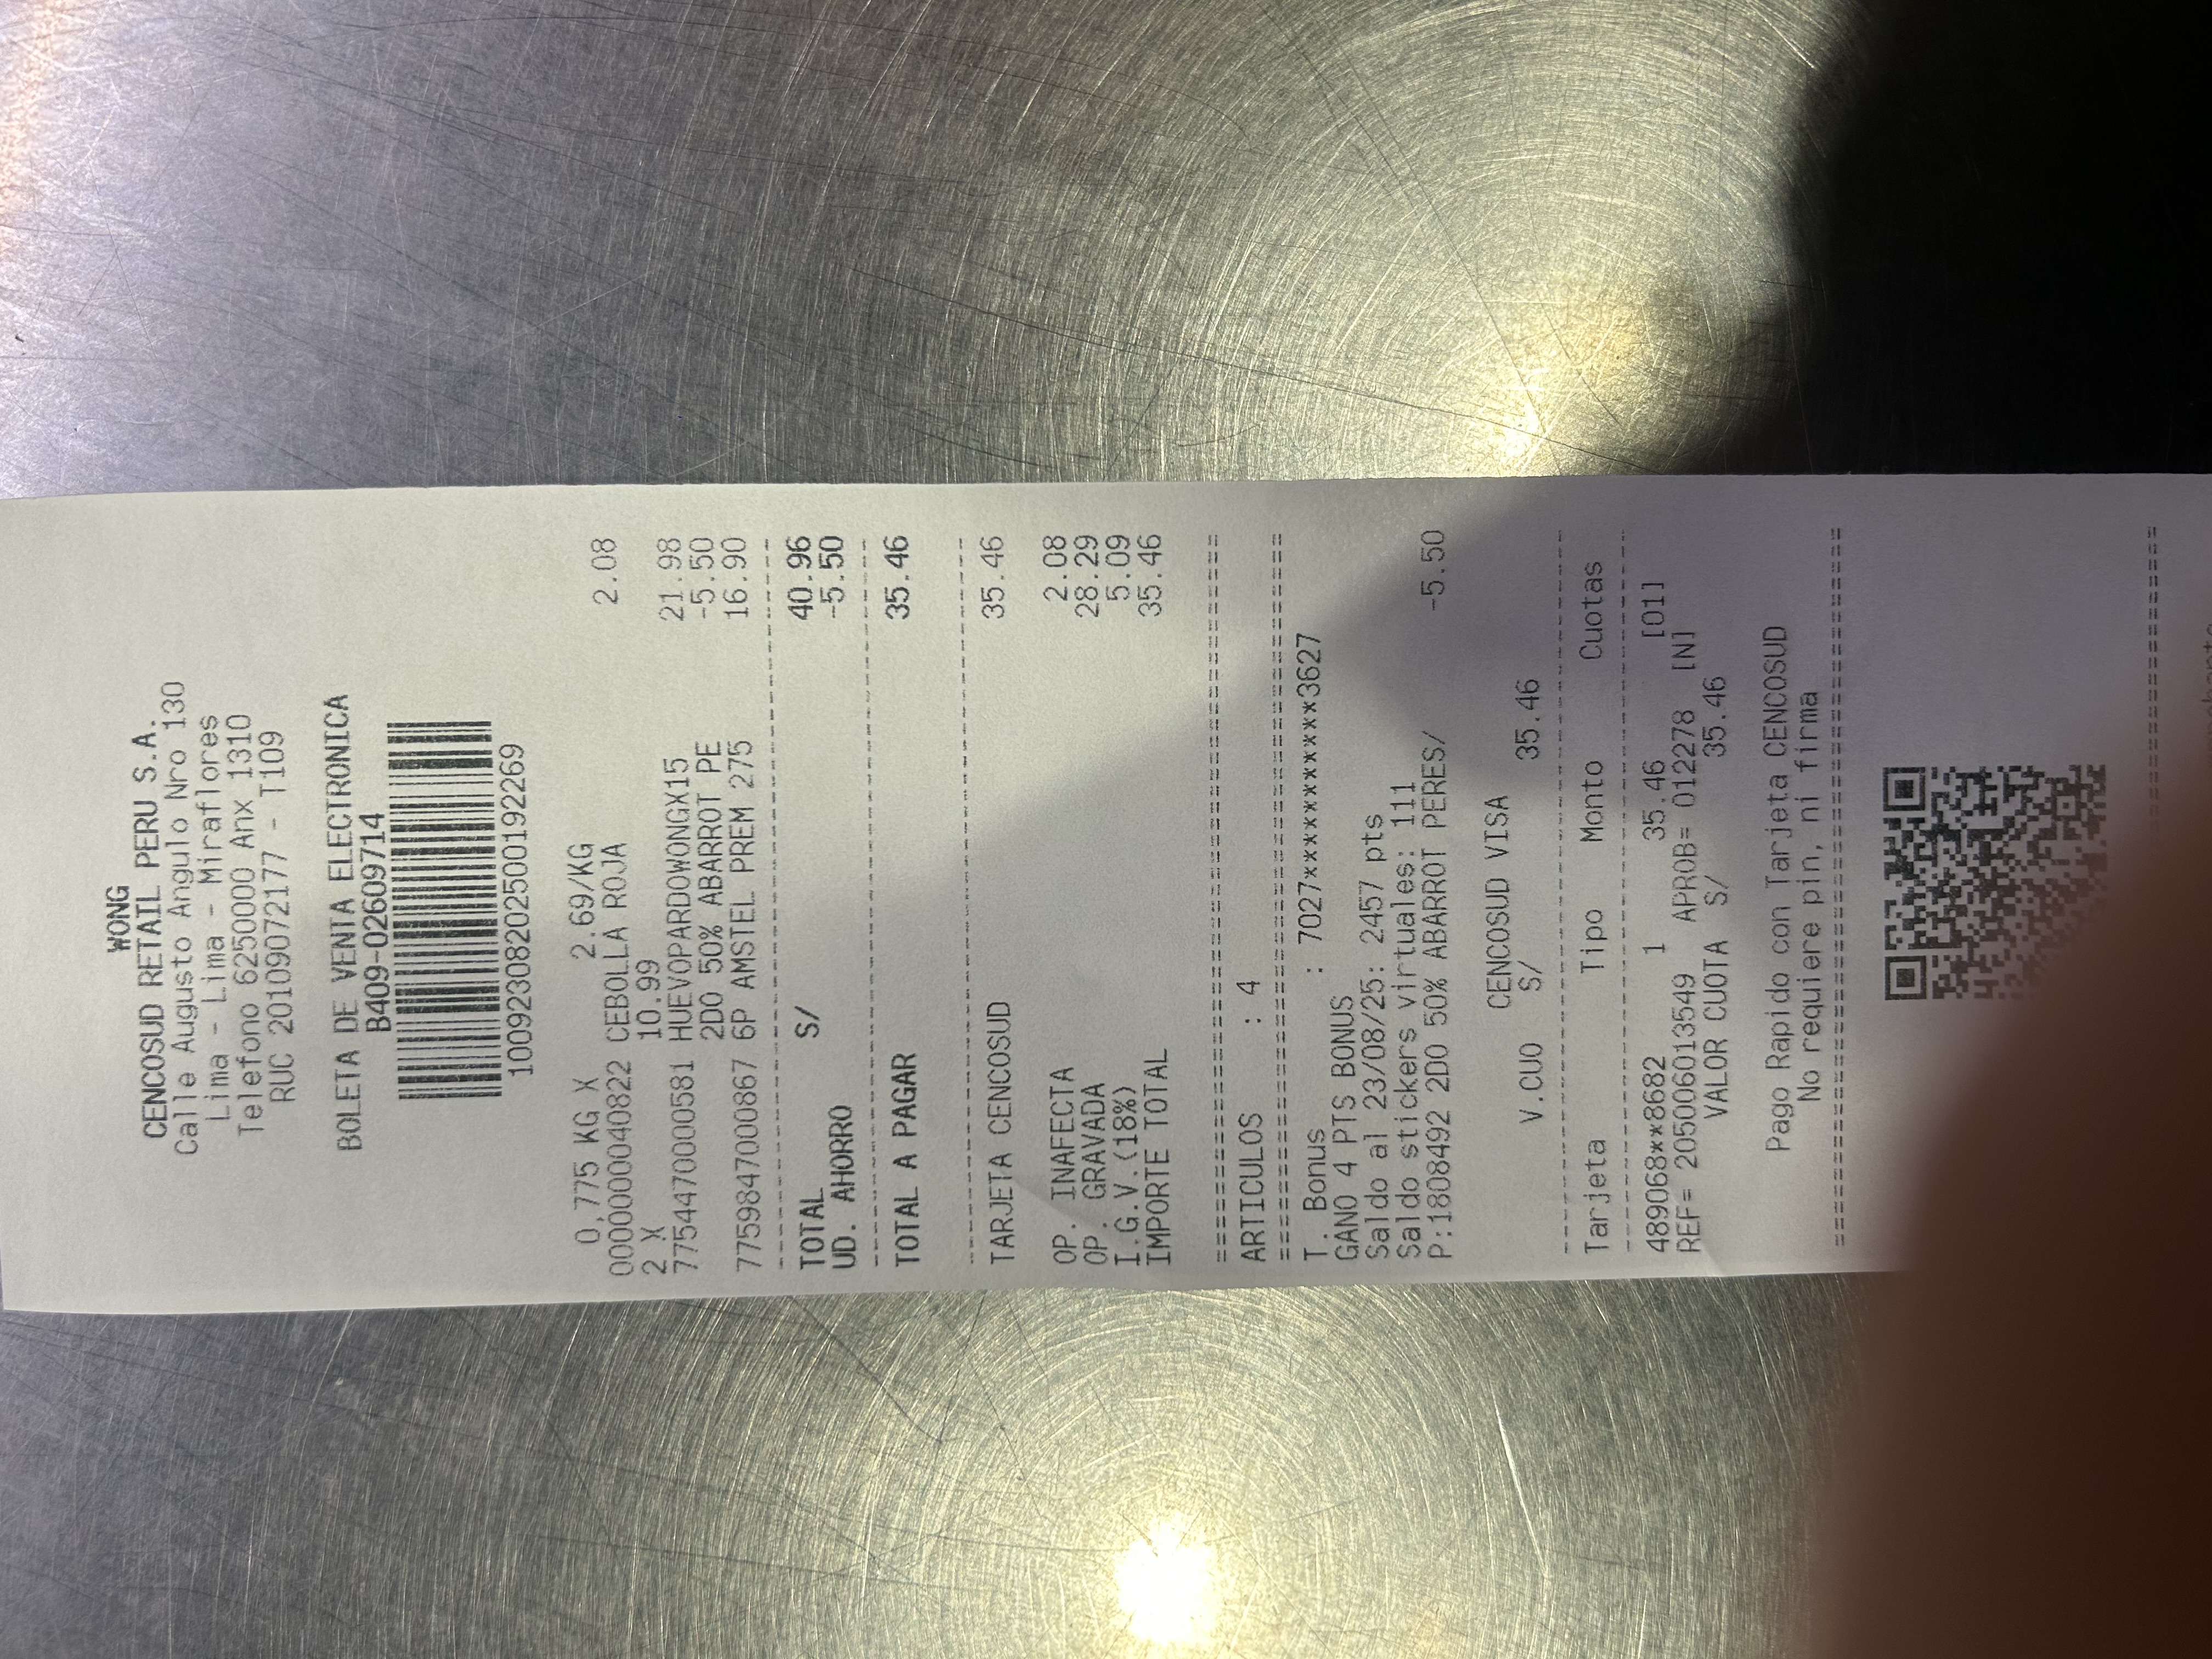 WONG
CENCOSUD RETAIL PERU S.A.
Calle Augusto Angulo Nro 130
Lima - Lima - Miraflores
Telefono 6250000 Anx 1310
RUC 20109072177 - T109
BOLETA DE VENTA ELECTRONICA
B409-02609714
10092308202500192269
0,775 KG X 2.69/KG
0000000040822 CEBOLLA ROJA 2.08
2 X 10.99
7754470000581 HUEVOPARDOWONGX15 21.98
2DO 50% ABARROT PE -5.50
7759847000867 6P AMSTEL PREM 275 16.90
TOTAL S/ 40.96
UD. AHORRO -5.50
TOTAL A PAGAR 35.46
TARJETA CENCOSUD 35.46
OP. INAFECTA 2.08
OP. GRAVADA 28.29
I.G.V.(18%) 5.09
IMPORTE TOTAL 35.46
ARTICULOS : 4
T. Bonus : 7027***********3627
GANO 4 PTS BONUS
Saldo al 23/08/25: 2457 pts
Saldo stickers virtuales: 111
P:1808492 2DO 50% ABARROT PERES/ -5.50
CENCOSUD VISA
V.CUO S/ 35.46
Tarjeta Tipo Monto Cuotas
489068**8682 1 35.46 [01]
REF= 205006013549 APROB= 012278 [N]
VALOR CUOTA S/ 35.46
Pago Rapido con Tarjeta CENCOSUD
No requiere pin, ni firma